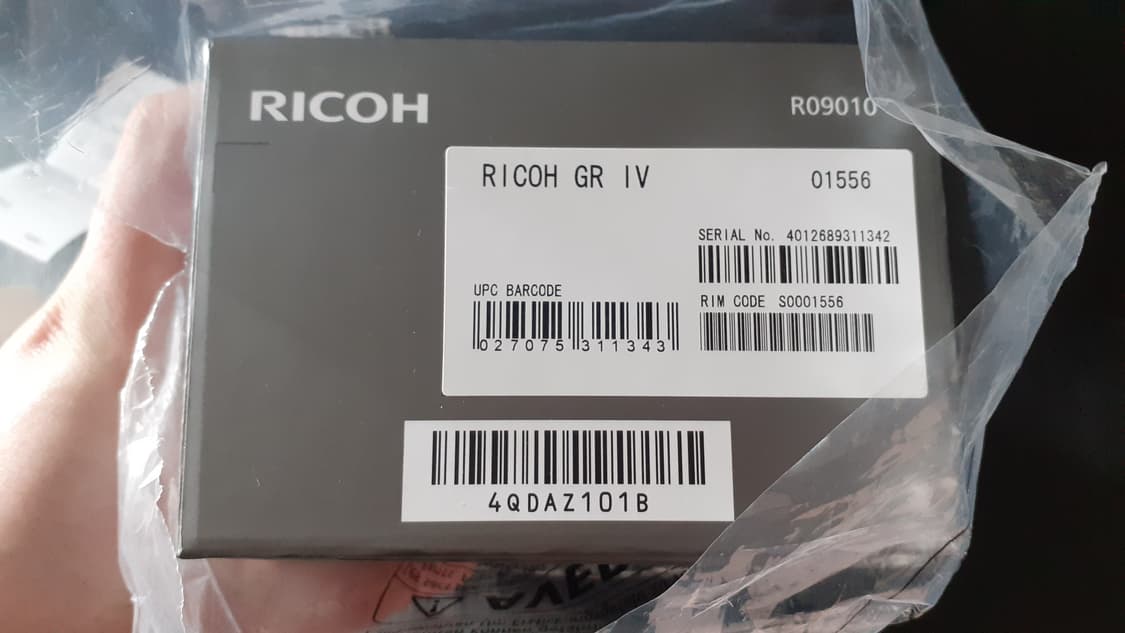 RICOH
R09010
RICOH GR IV
01556
SERIAL No. 4012689311342
UPC BARCODE
027075 311343
RIM CODE S0001556
4QDAZ101B